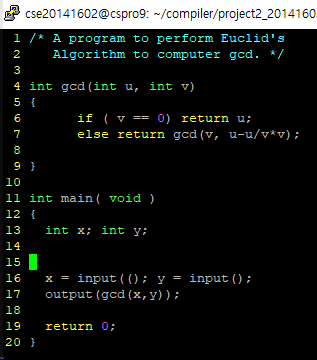 cse20141602@cspro9: ~/compiler/project2_20141602
1 /* A program to perform Euclid's
2    Algorithm to computer gcd. */
3
4 int gcd(int u, int v)
5 {
6       if ( v == 0) return u;
7       else return gcd(v, u-u/v*v);
8
9 }
10
11 int main( void )
12 {
13   int x; int y;
14
15
16   x = input((); y = input();
17   output(gcd(x,y));
18
19   return 0;
20 }